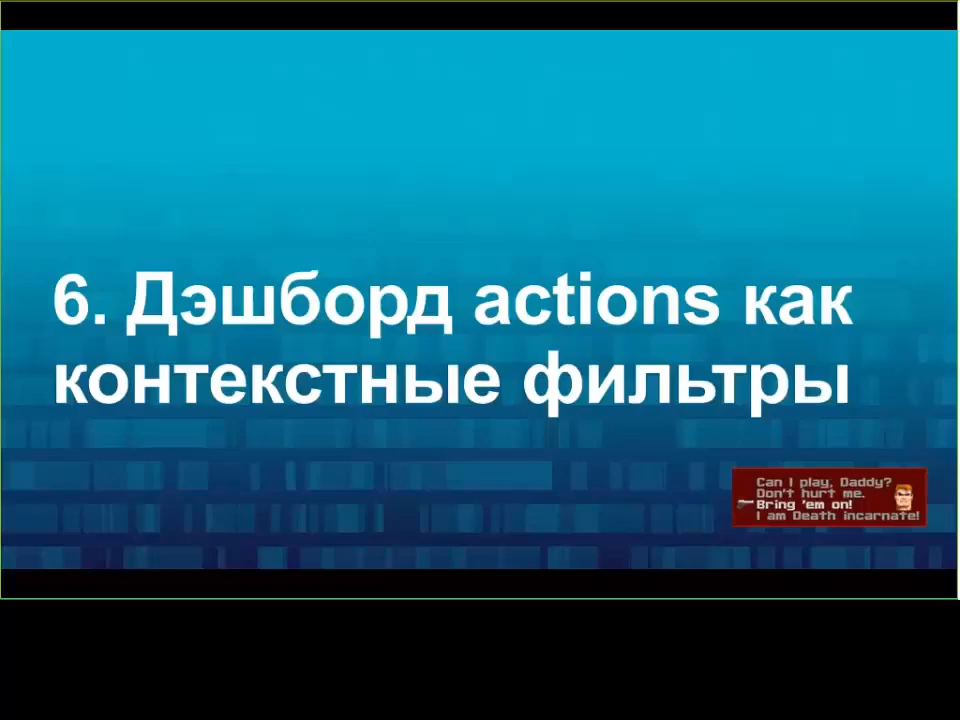 6. Дэшборд actions как
контекстные фильтры
Can I play, Daddy?
Don't hurt me.
Bring 'em on!
I am Death incarnate!